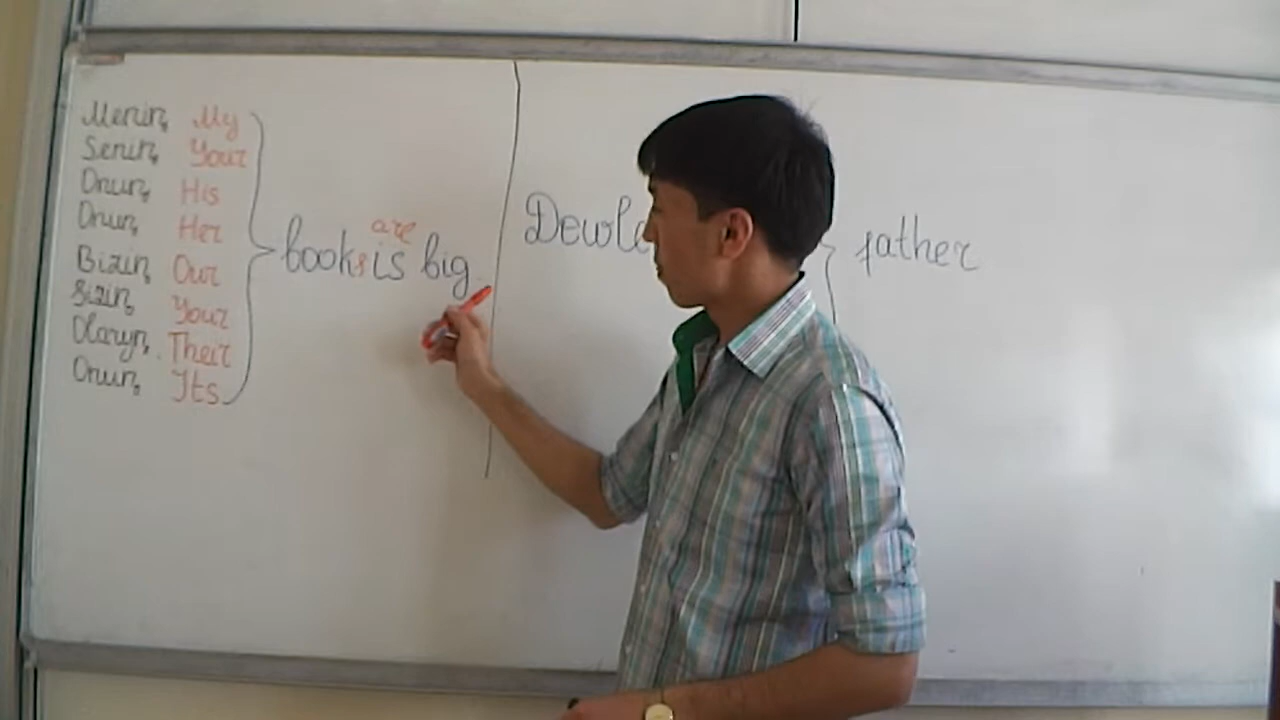 Meniň My
Seniň Your
Onuň His
Onuň Her
Biziň Our
Siziň Your
Olaryň Their
Onuň Its
are
books is big
father